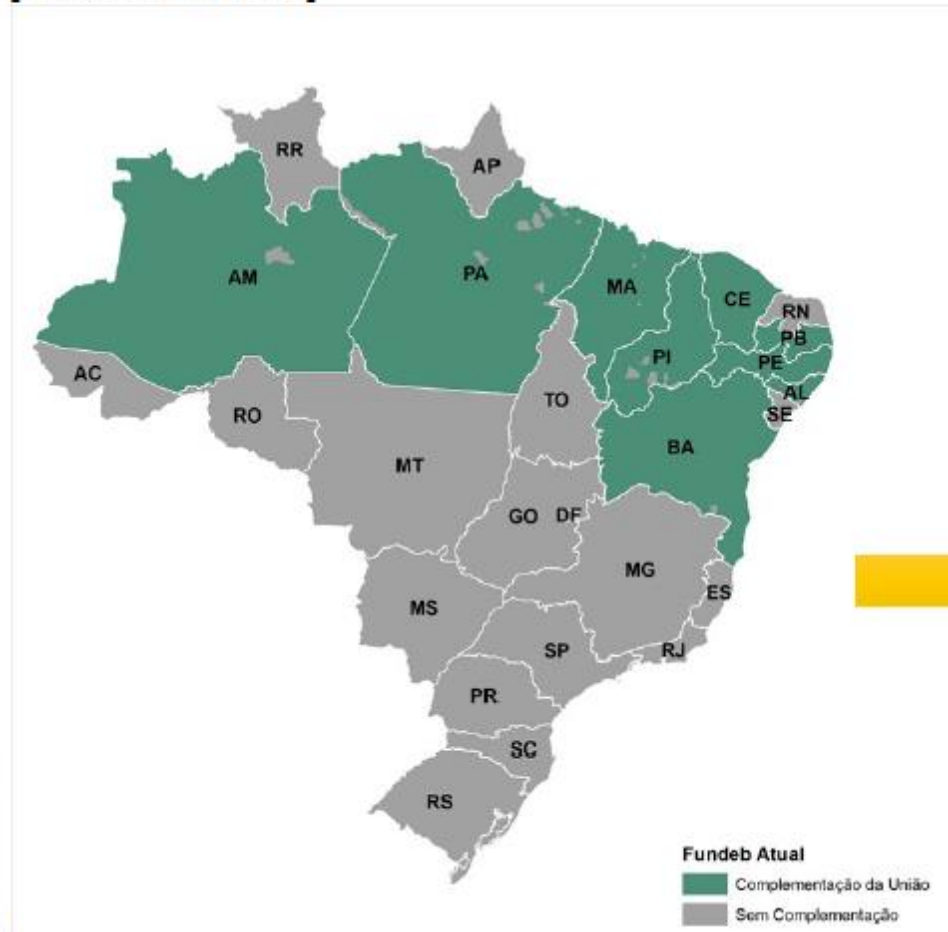 RR
AP
AM
PA
MA
CE
RN
PB
PI
PE
AC
AL
SE
RO
TO
BA
MT
GO DF
MG
ES
MS
SP
RJ
PR
SC
RS
Fundeb Atual
Complementação da União
Sem Complementação